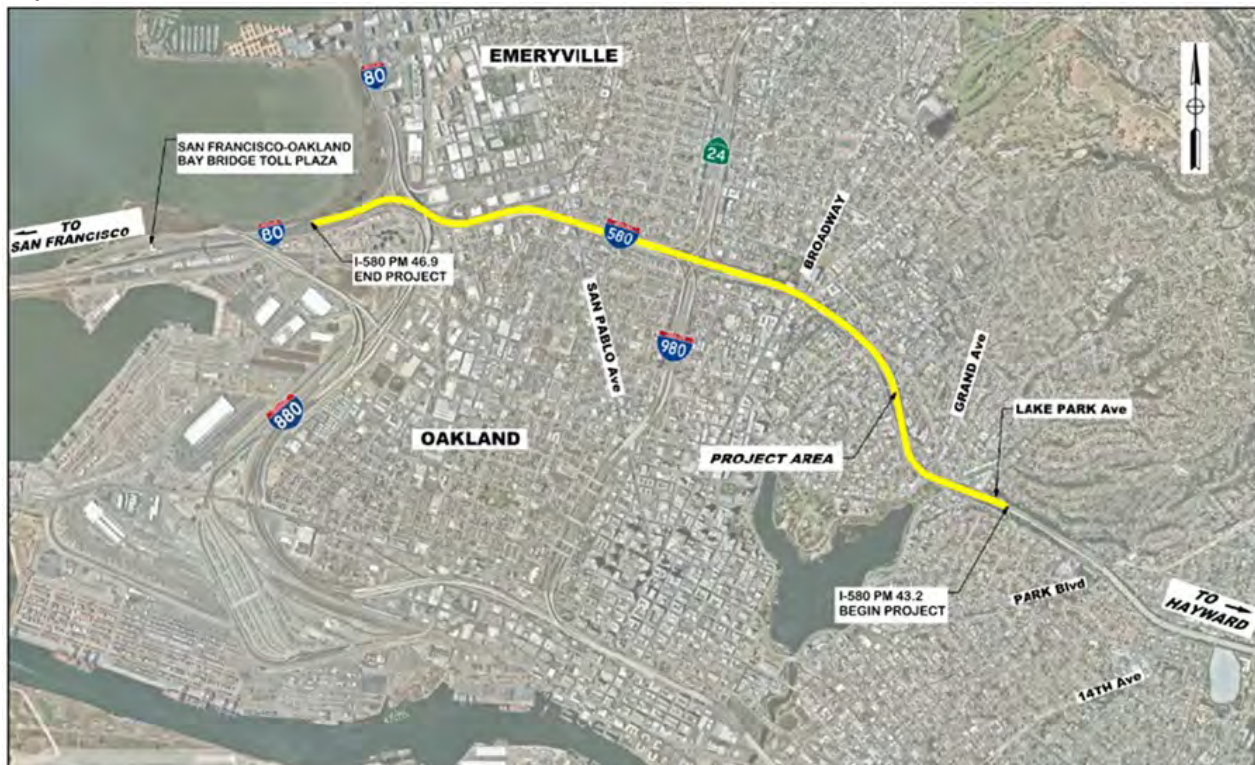 EMERYVILLE
80
24
SAN FRANCISCO-OAKLAND
BAY BRIDGE TOLL PLAZA
BROADWAY
TO
SAN FRANCISCO
80
580
I-580 PM 46.9
END PROJECT
SAN PABLO Ave
980
GRAND Ave
LAKE PARK Ave
880
OAKLAND
PROJECT AREA
I-580 PM 43.2
BEGIN PROJECT
PARK Blvd
TO
HAYWARD
14TH Ave